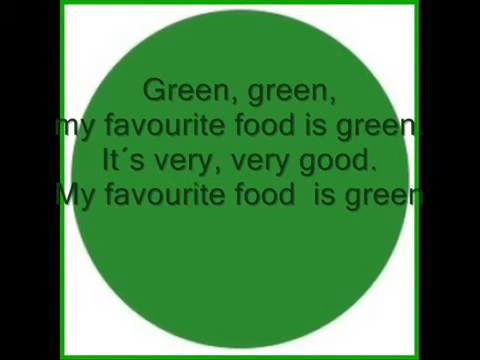 Green, green,
my favourite food is green.
It´s very, very good.
My favourite food  is green